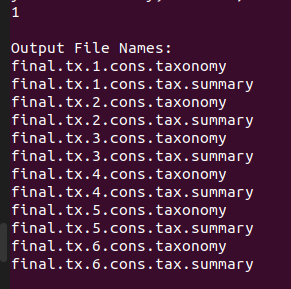 1
Output File Names:
final.tx.1.cons.taxonomy
final.tx.1.cons.tax.summary
final.tx.2.cons.taxonomy
final.tx.2.cons.tax.summary
final.tx.3.cons.taxonomy
final.tx.3.cons.tax.summary
final.tx.4.cons.taxonomy
final.tx.4.cons.tax.summary
final.tx.5.cons.taxonomy
final.tx.5.cons.tax.summary
final.tx.6.cons.taxonomy
final.tx.6.cons.tax.summary